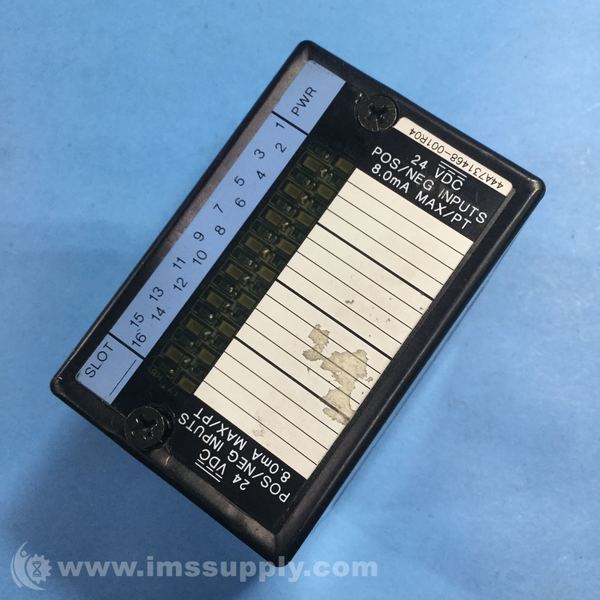 PWR
1
3
2
5
4
7
6
9
8
11
10
13
12
15
14
16
SLOT
44A731468-001R04
24 VDC
POS/NEG INPUTS
8.0mA MAX/PT
24 VDC
POS/NEG INPUTS
8.0mA MAX/PT
www.imssupply.com